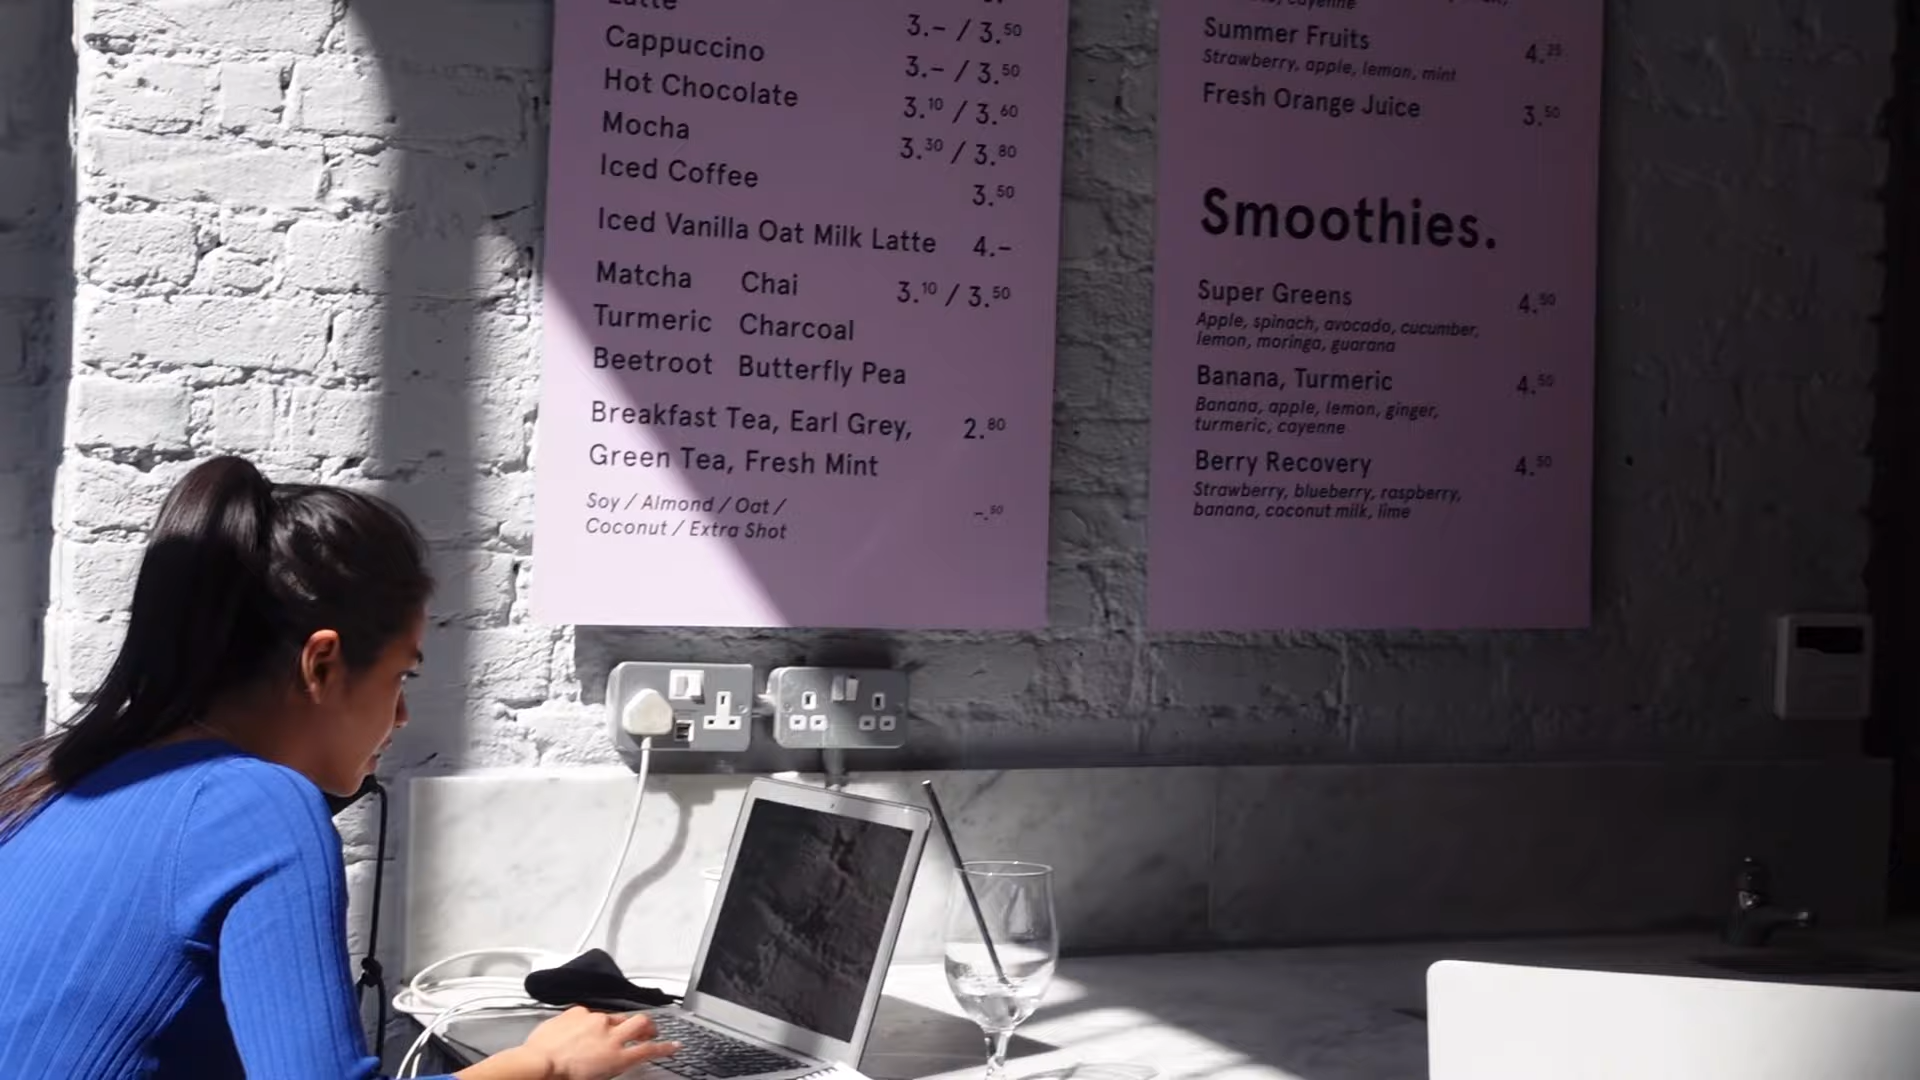 Latte
Cappuccino 3.– / 3.50
Hot Chocolate 3.– / 3.50
Mocha 3.10 / 3.60
Iced Coffee 3.30 / 3.80
3.50
Iced Vanilla Oat Milk Latte 4.–
Matcha Chai 3.10 / 3.50
Turmeric Charcoal
Beetroot Butterfly Pea
Breakfast Tea, Earl Grey, 2.80
Green Tea, Fresh Mint
Soy / Almond / Oat / –.50
Coconut / Extra Shot
cayenne
Summer Fruits 4.25
Strawberry, apple, lemon, mint
Fresh Orange Juice 3.50
Smoothies.
Super Greens 4.50
Apple, spinach, avocado, cucumber,
lemon, moringa, guarana
Banana, Turmeric 4.50
Banana, apple, lemon, ginger,
turmeric, cayenne
Berry Recovery 4.50
Strawberry, blueberry, raspberry,
banana, coconut milk, lime